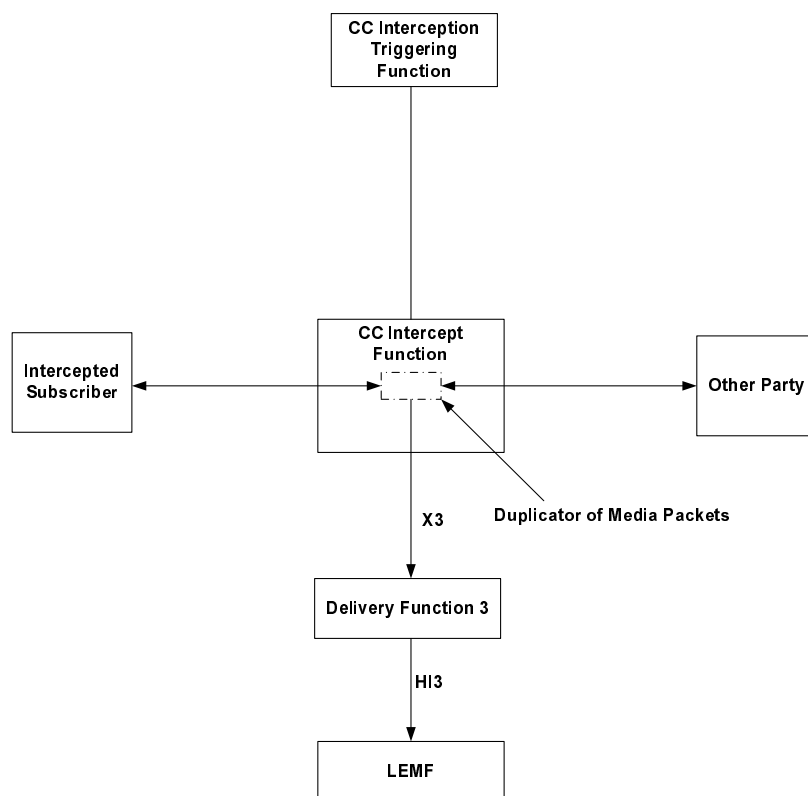 CC Interception
Triggering
Function
CC Intercept
Function
Intercepted
Subscriber
Other Party
Duplicator of Media Packets
X3
Delivery Function 3
HI3
LEMF